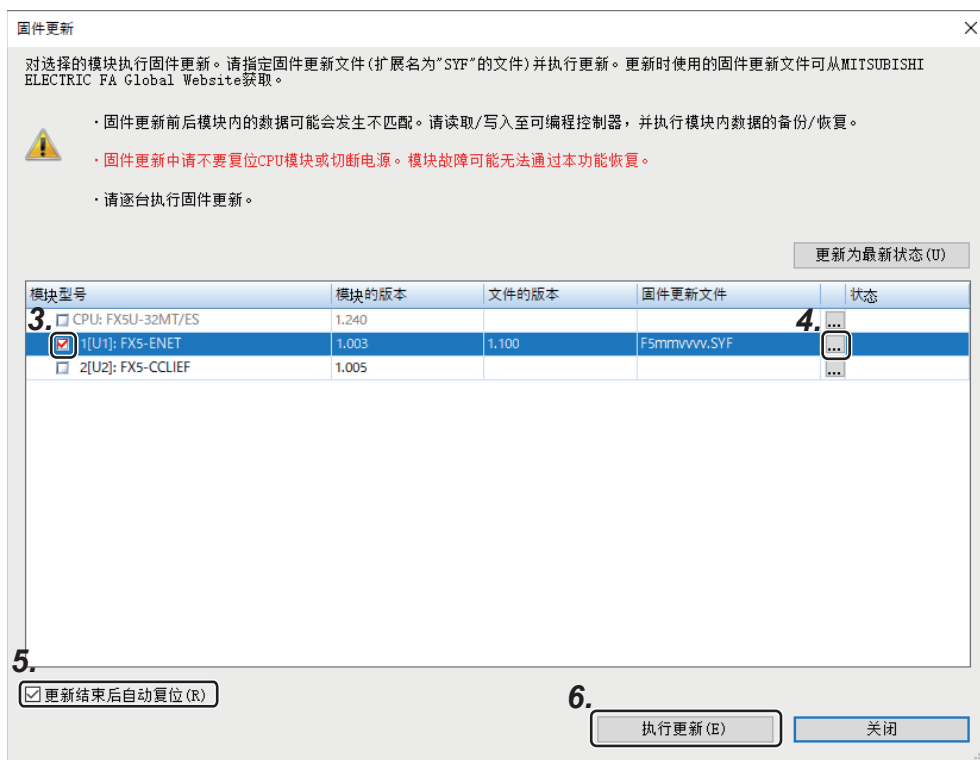 固件更新
对选择的模块执行固件更新。请指定固件更新文件(扩展名为"SYF"的文件)并执行更新。更新时使用的固件更新文件可从MITSUBISHI
ELECTRIC FA Global Website获取。
·固件更新前后模块内的数据可能会发生不匹配。请读取/写入至可编程控制器，并执行模块内数据的备份/恢复。
·固件更新中请不要复位CPU模块或切断电源。模块故障可能无法通过本功能恢复。
·请逐台执行固件更新。
更新为最新状态(U)
模块型号 模块的版本 文件的版本 固件更新文件 状态
3. CPU: FX5U-32MT/ES 1.240 4. ...
1[U1]: FX5-ENET 1.003 1.100 F5mmvvvv.SYF ...
2[U2]: FX5-CCLIEF 1.005 ...
5.
更新结束后自动复位(R)
6.
执行更新(E) 关闭